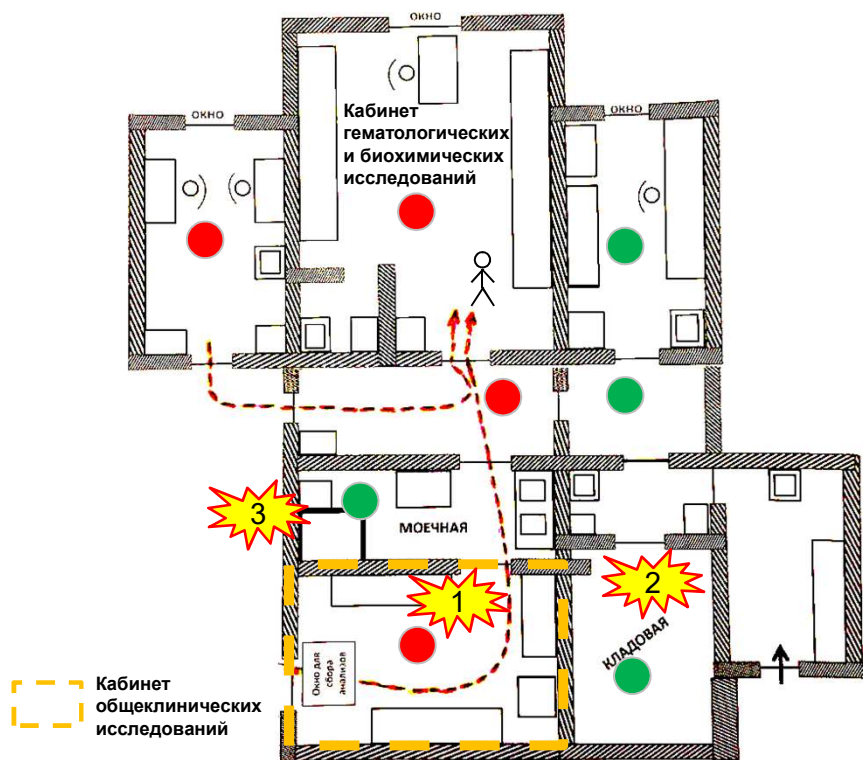 ОКНО
ОКНО
ОКНО
Кабинет
гематологических
и биохимических
исследований
3
МОЕЧНАЯ
1
2
КЛАДОВАЯ
Окно для
сбора
анализов
Кабинет
общеклинических
исследований